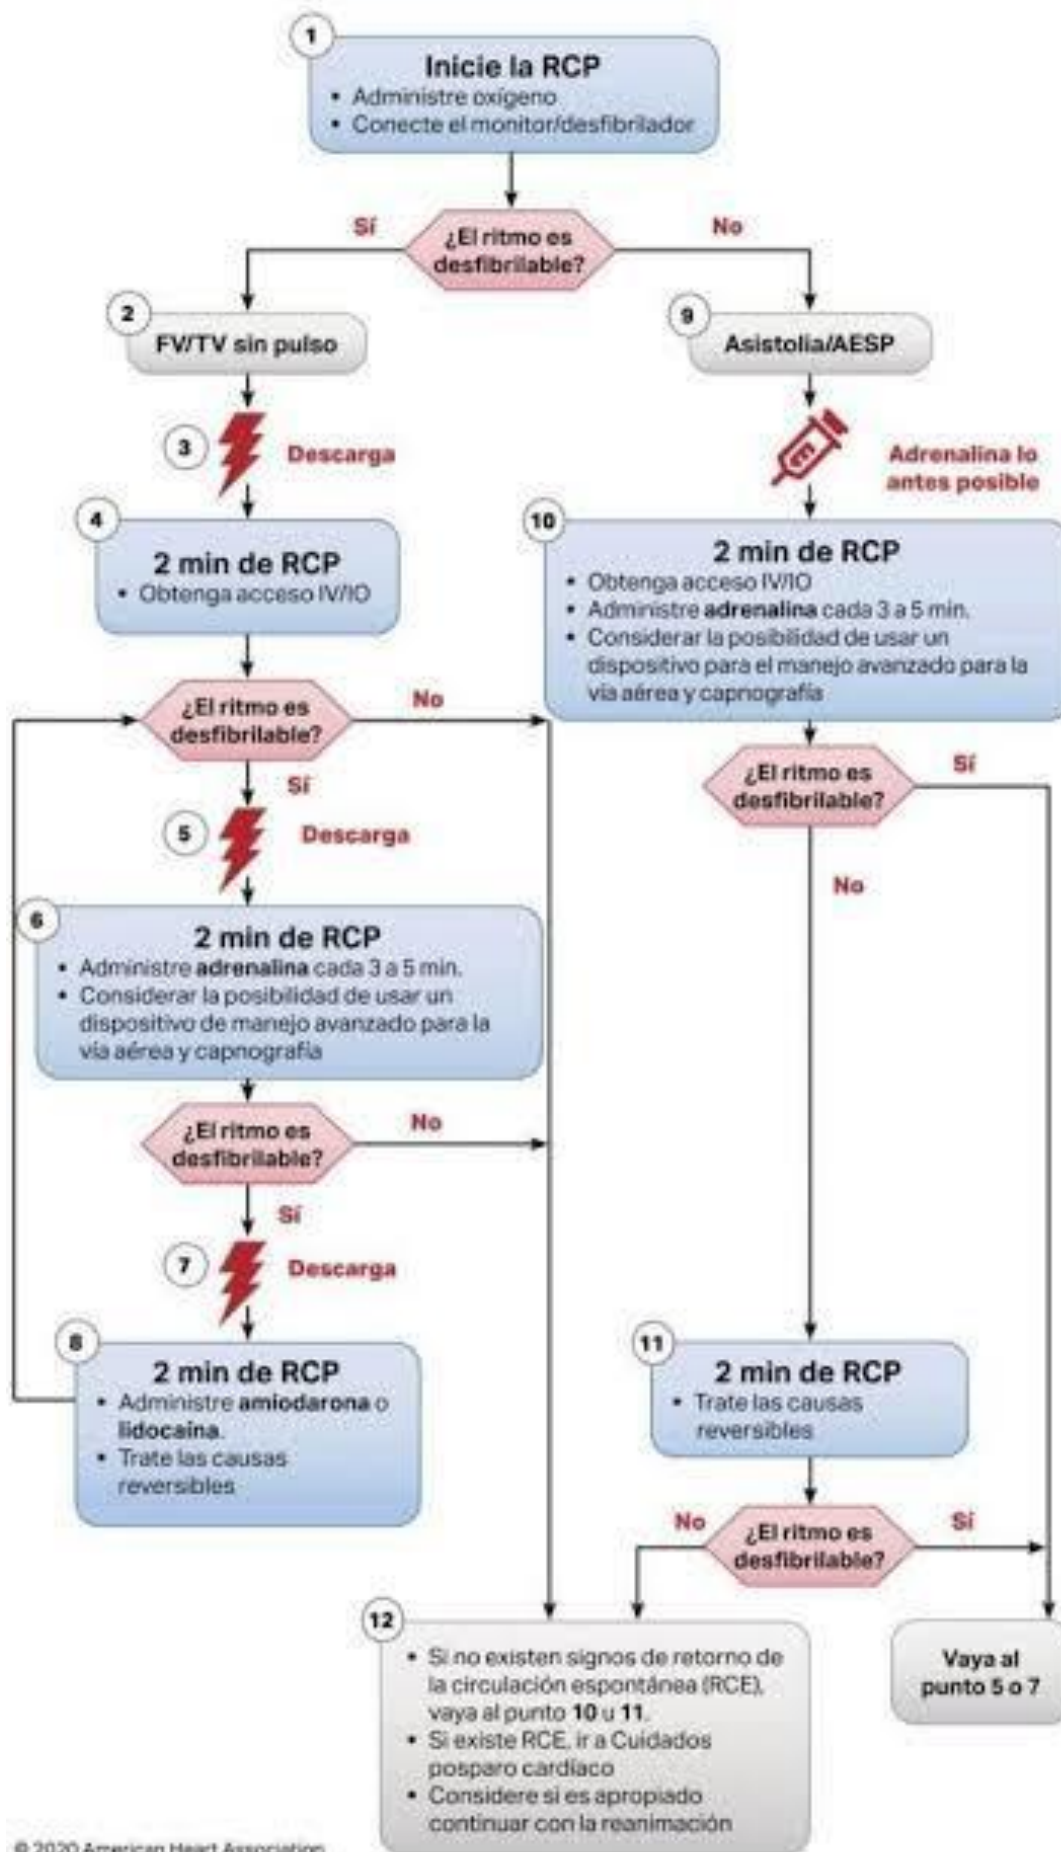 1
Inicie la RCP
• Administre oxígeno
• Conecte el monitor/desfibrilador
Sí
¿El ritmo es
desfibrilable?
No
2
FV/TV sin pulso
9
Asistolia/AESP
3
Descarga
Adrenalina lo
antes posible
4
2 min de RCP
• Obtenga acceso IV/IO
10
2 min de RCP
• Obtenga acceso IV/IO
• Administre adrenalina cada 3 a 5 min.
• Considerar la posibilidad de usar un
dispositivo para el manejo avanzado para la
vía aérea y capnografía
¿El ritmo es
desfibrilable?
No
Sí
¿El ritmo es
desfibrilable?
Sí
No
5
Descarga
6
2 min de RCP
• Administre adrenalina cada 3 a 5 min.
• Considerar la posibilidad de usar un
dispositivo de manejo avanzado para la
vía aérea y capnografía
¿El ritmo es
desfibrilable?
No
Sí
7
Descarga
8
2 min de RCP
• Administre amiodarona o
lidocaína.
• Trate las causas
reversibles
11
2 min de RCP
• Trate las causas
reversibles
No
¿El ritmo es
desfibrilable?
Sí
12
• Si no existen signos de retorno de
la circulación espontánea (RCE),
vaya al punto 10 u 11.
• Si existe RCE, ir a Cuidados
posparo cardíaco
• Considere si es apropiado
continuar con la reanimación
Vaya al
punto 5 o 7
© 2020 American Heart Association